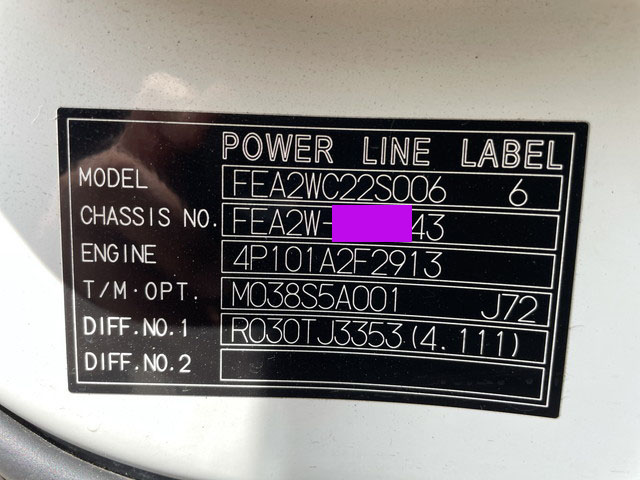 POWER LINE LABEL
MODEL FEA2WC22S006 6
CHASSIS NO. FEA2W- 43
ENGINE 4P101A2F2913
T/M·OPT. M038S5A001 J72
DIFF.NO.1 R030TJ3353(4.111)
DIFF.NO.2